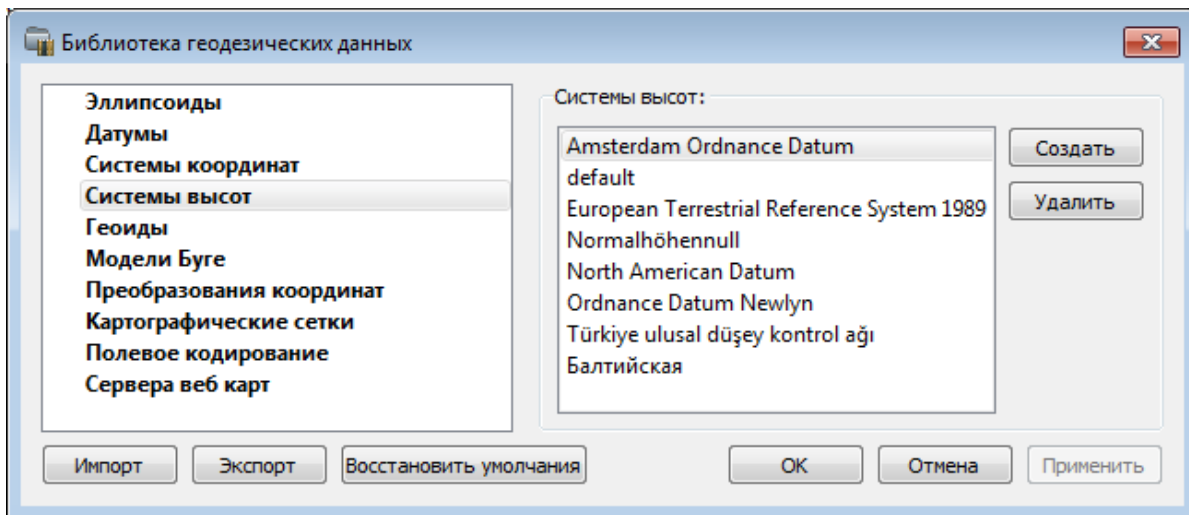 Библиотека геодезических данных
Эллипсоиды
Датумы
Системы координат
Системы высот
Геоиды
Модели Буге
Преобразования координат
Картографические сетки
Полевое кодирование
Сервера веб карт
Системы высот:
Amsterdam Ordnance Datum
default
European Terrestrial Reference System 1989
Normalhöhennull
North American Datum
Ordnance Datum Newlyn
Türkiye ulusal düşey kontrol ağı
Балтийская
Создать
Удалить
Импорт
Экспорт
Восстановить умолчания
OK
Отмена
Применить